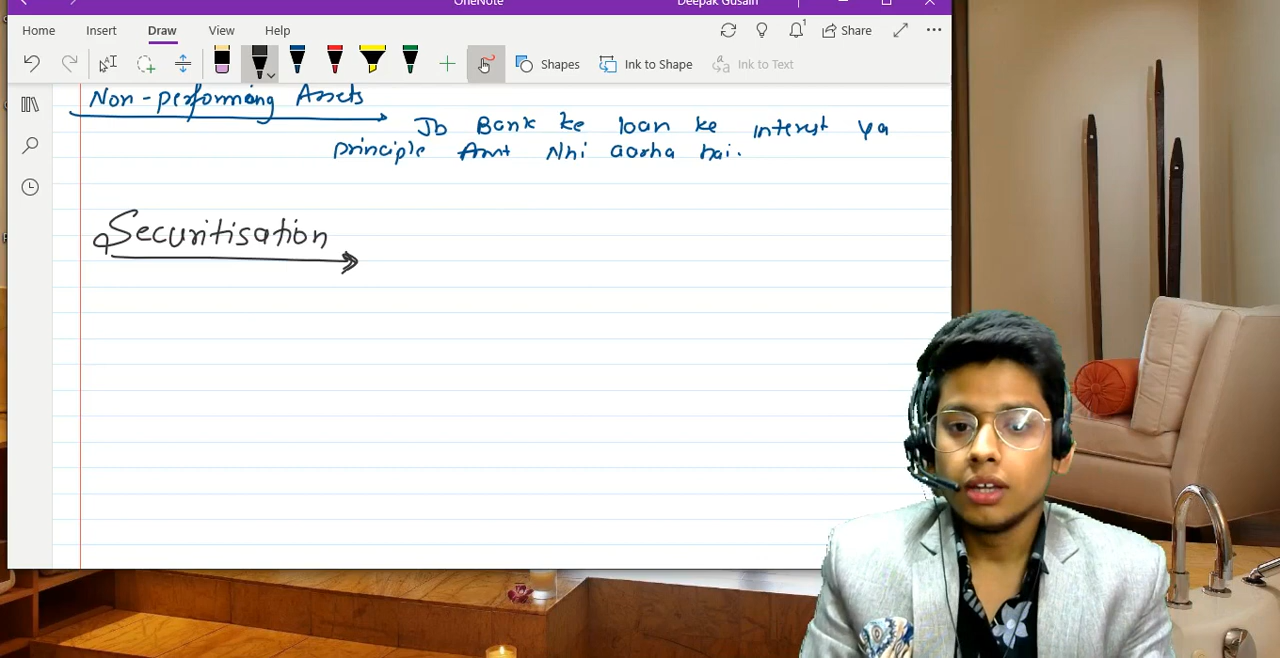 OneNote
Deepak Gusain
Home Insert Draw View Help
Share
Shapes Ink to Shape Ink to Text
Non-performing Assets
Jb Bank ke loan ke interest ya
principle Amt Nhi aarha hai.
Securitisation